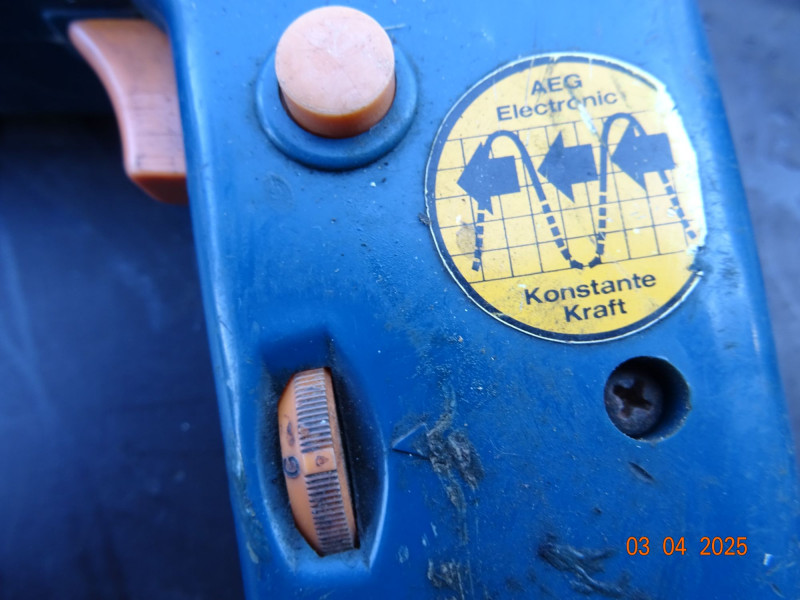 AEG
Electronic
Konstante
Kraft
03 04 2025